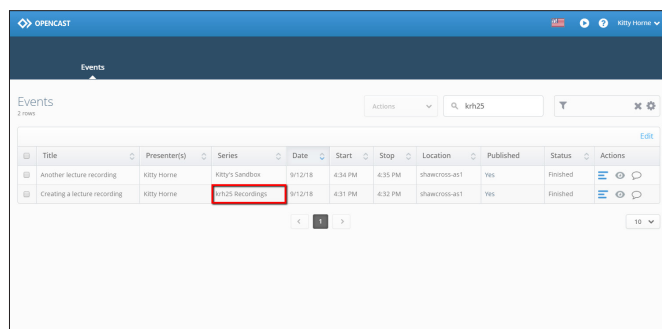 OPENCAST
Kitty Horne
Events
Events
2 rows
Actions
krh25
Edit
Title Presenter(s) Series Date Start Stop Location Published Status Actions
Another lecture recording Kitty Horne Kitty's Sandbox 9/12/18 4:34 PM 4:35 PM shawcross-as1 Yes Finished
Creating a lecture recording Kitty Horne krh25 Recordings 9/12/18 4:31 PM 4:32 PM shawcross-as1 Yes Finished
1
10